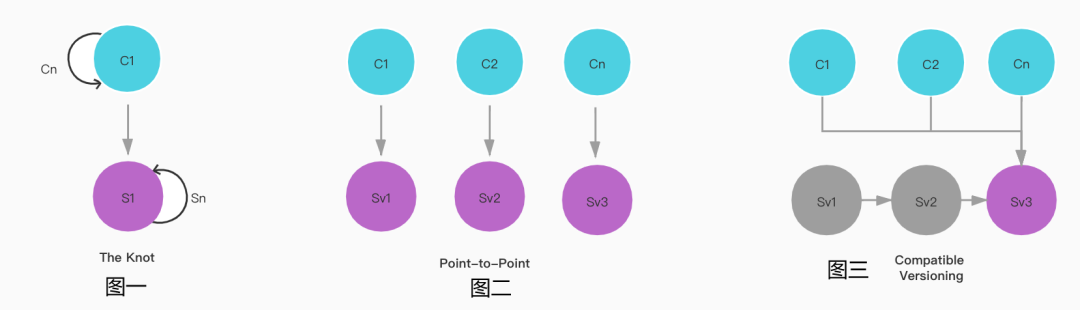 C1
Cn
S1
Sn
The Knot
图一
C1
C2
Cn
Sv1
Sv2
Sv3
Point-to-Point
图二
C1
C2
Cn
Sv1
Sv2
Sv3
图三
Compatible
Versioning